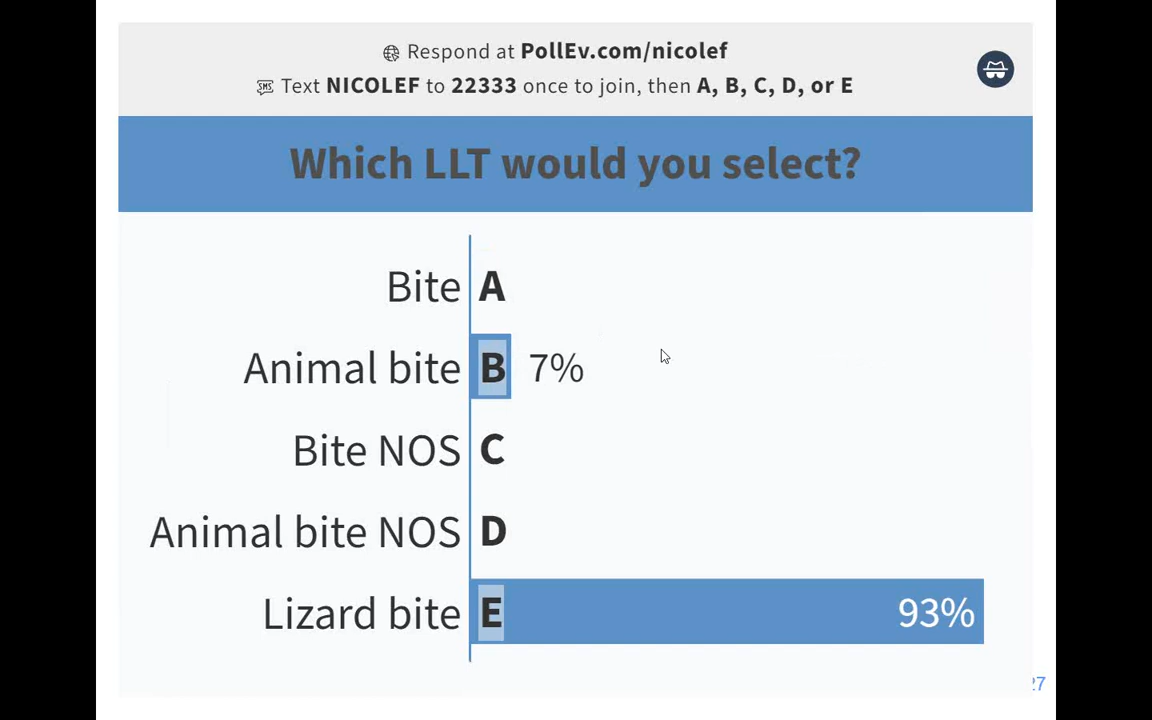 Respond at PollEv.com/nicolef
Text NICOLEF to 22333 once to join, then A, B, C, D, or E
Which LLT would you select?
Bite A
Animal bite B 7%
Bite NOS C
Animal bite NOS D
Lizard bite E 93%
27